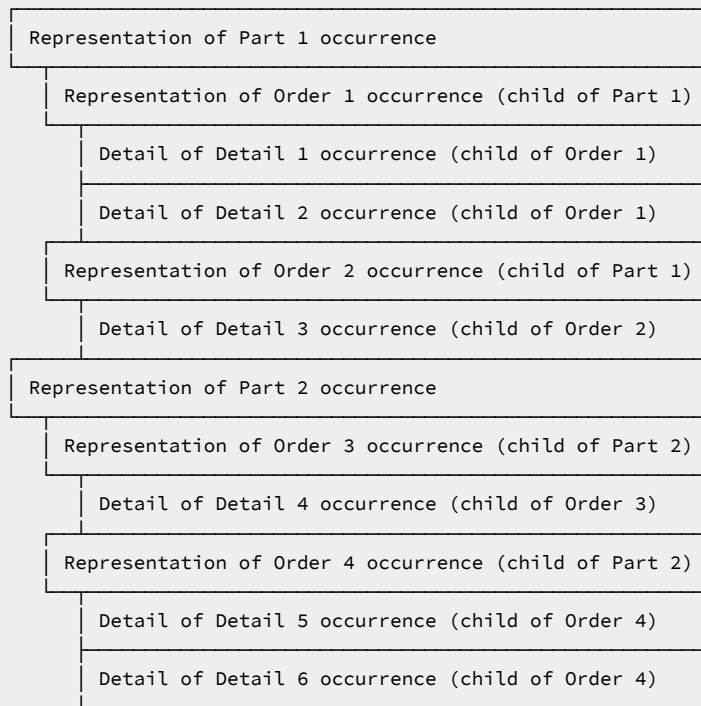 Representation of Part 1 occurrence
Representation of Order 1 occurrence (child of Part 1)
Detail of Detail 1 occurrence (child of Order 1)
Detail of Detail 2 occurrence (child of Order 1)
Representation of Order 2 occurrence (child of Part 1)
Detail of Detail 3 occurrence (child of Order 2)
Representation of Part 2 occurrence
Representation of Order 3 occurrence (child of Part 2)
Detail of Detail 4 occurrence (child of Order 3)
Representation of Order 4 occurrence (child of Part 2)
Detail of Detail 5 occurrence (child of Order 4)
Detail of Detail 6 occurrence (child of Order 4)